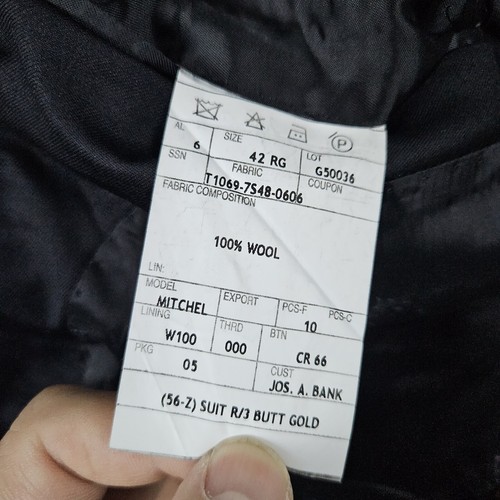 P
AL SIZE LOT
6 42 RG G50036
SSN FABRIC COUPON
T1069-7S48-0606
FABRIC COMPOSITION
100% WOOL
LIN:
MODEL EXPORT PCS-F PCS-C
MITCHEL 10
LINING THRD BTN
W100 000 CR 66
PKG CUST
05 JOS. A. BANK
(56-Z) SUIT R/3 BUTT GOLD